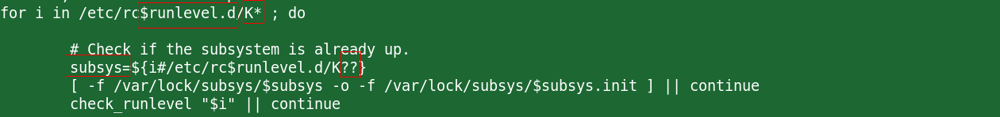 for i in /etc/rc$runlevel.d/K* ; do
# Check if the subsystem is already up.
subsys=${i#/etc/rc$runlevel.d/K??}
[ -f /var/lock/subsys/$subsys -o -f /var/lock/subsys/$subsys.init ] || continue
check_runlevel "$i" || continue